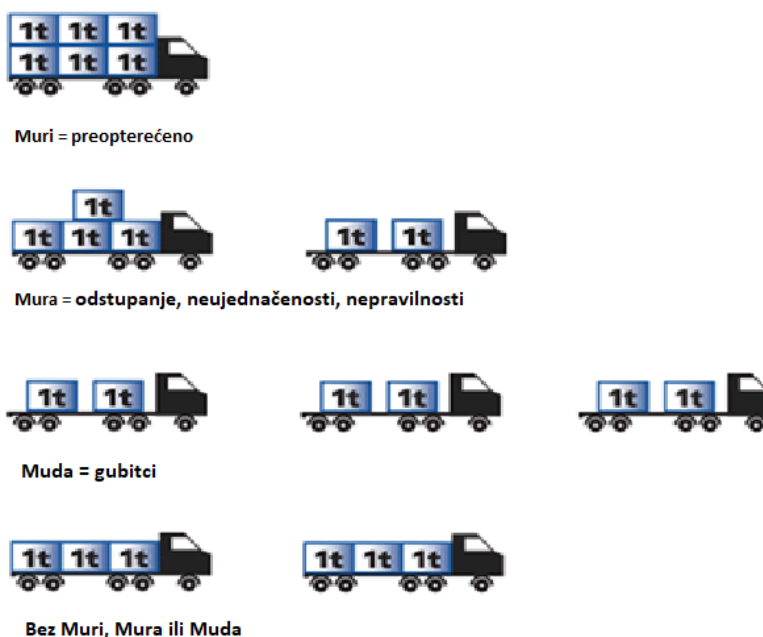 1t 1t 1t
1t 1t 1t
Muri = preopterećeno
1t
1t 1t 1t 1t 1t
Mura = odstupanje, neujednačenosti, nepravilnosti
1t 1t 1t 1t 1t 1t
Muda = gubitci
1t 1t 1t 1t 1t 1t
Bez Muri, Mura ili Muda